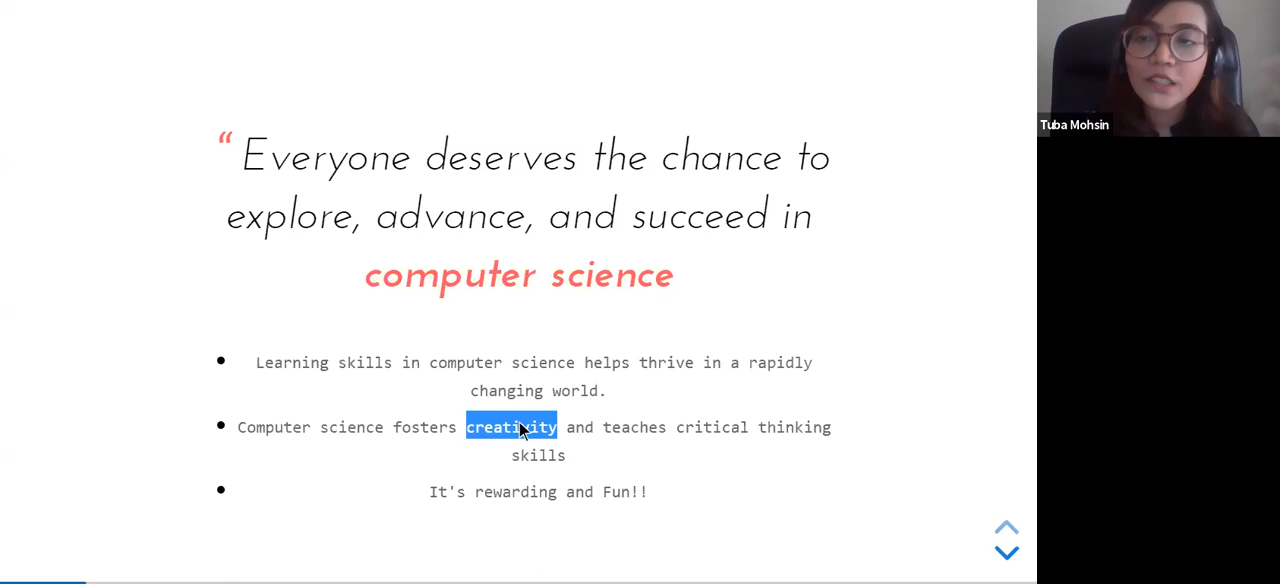 “ Everyone deserves the chance to
explore, advance, and succeed in
computer science
Learning skills in computer science helps thrive in a rapidly
changing world.
Computer science fosters creativity and teaches critical thinking
skills
It's rewarding and Fun!!
Tuba Mohsin